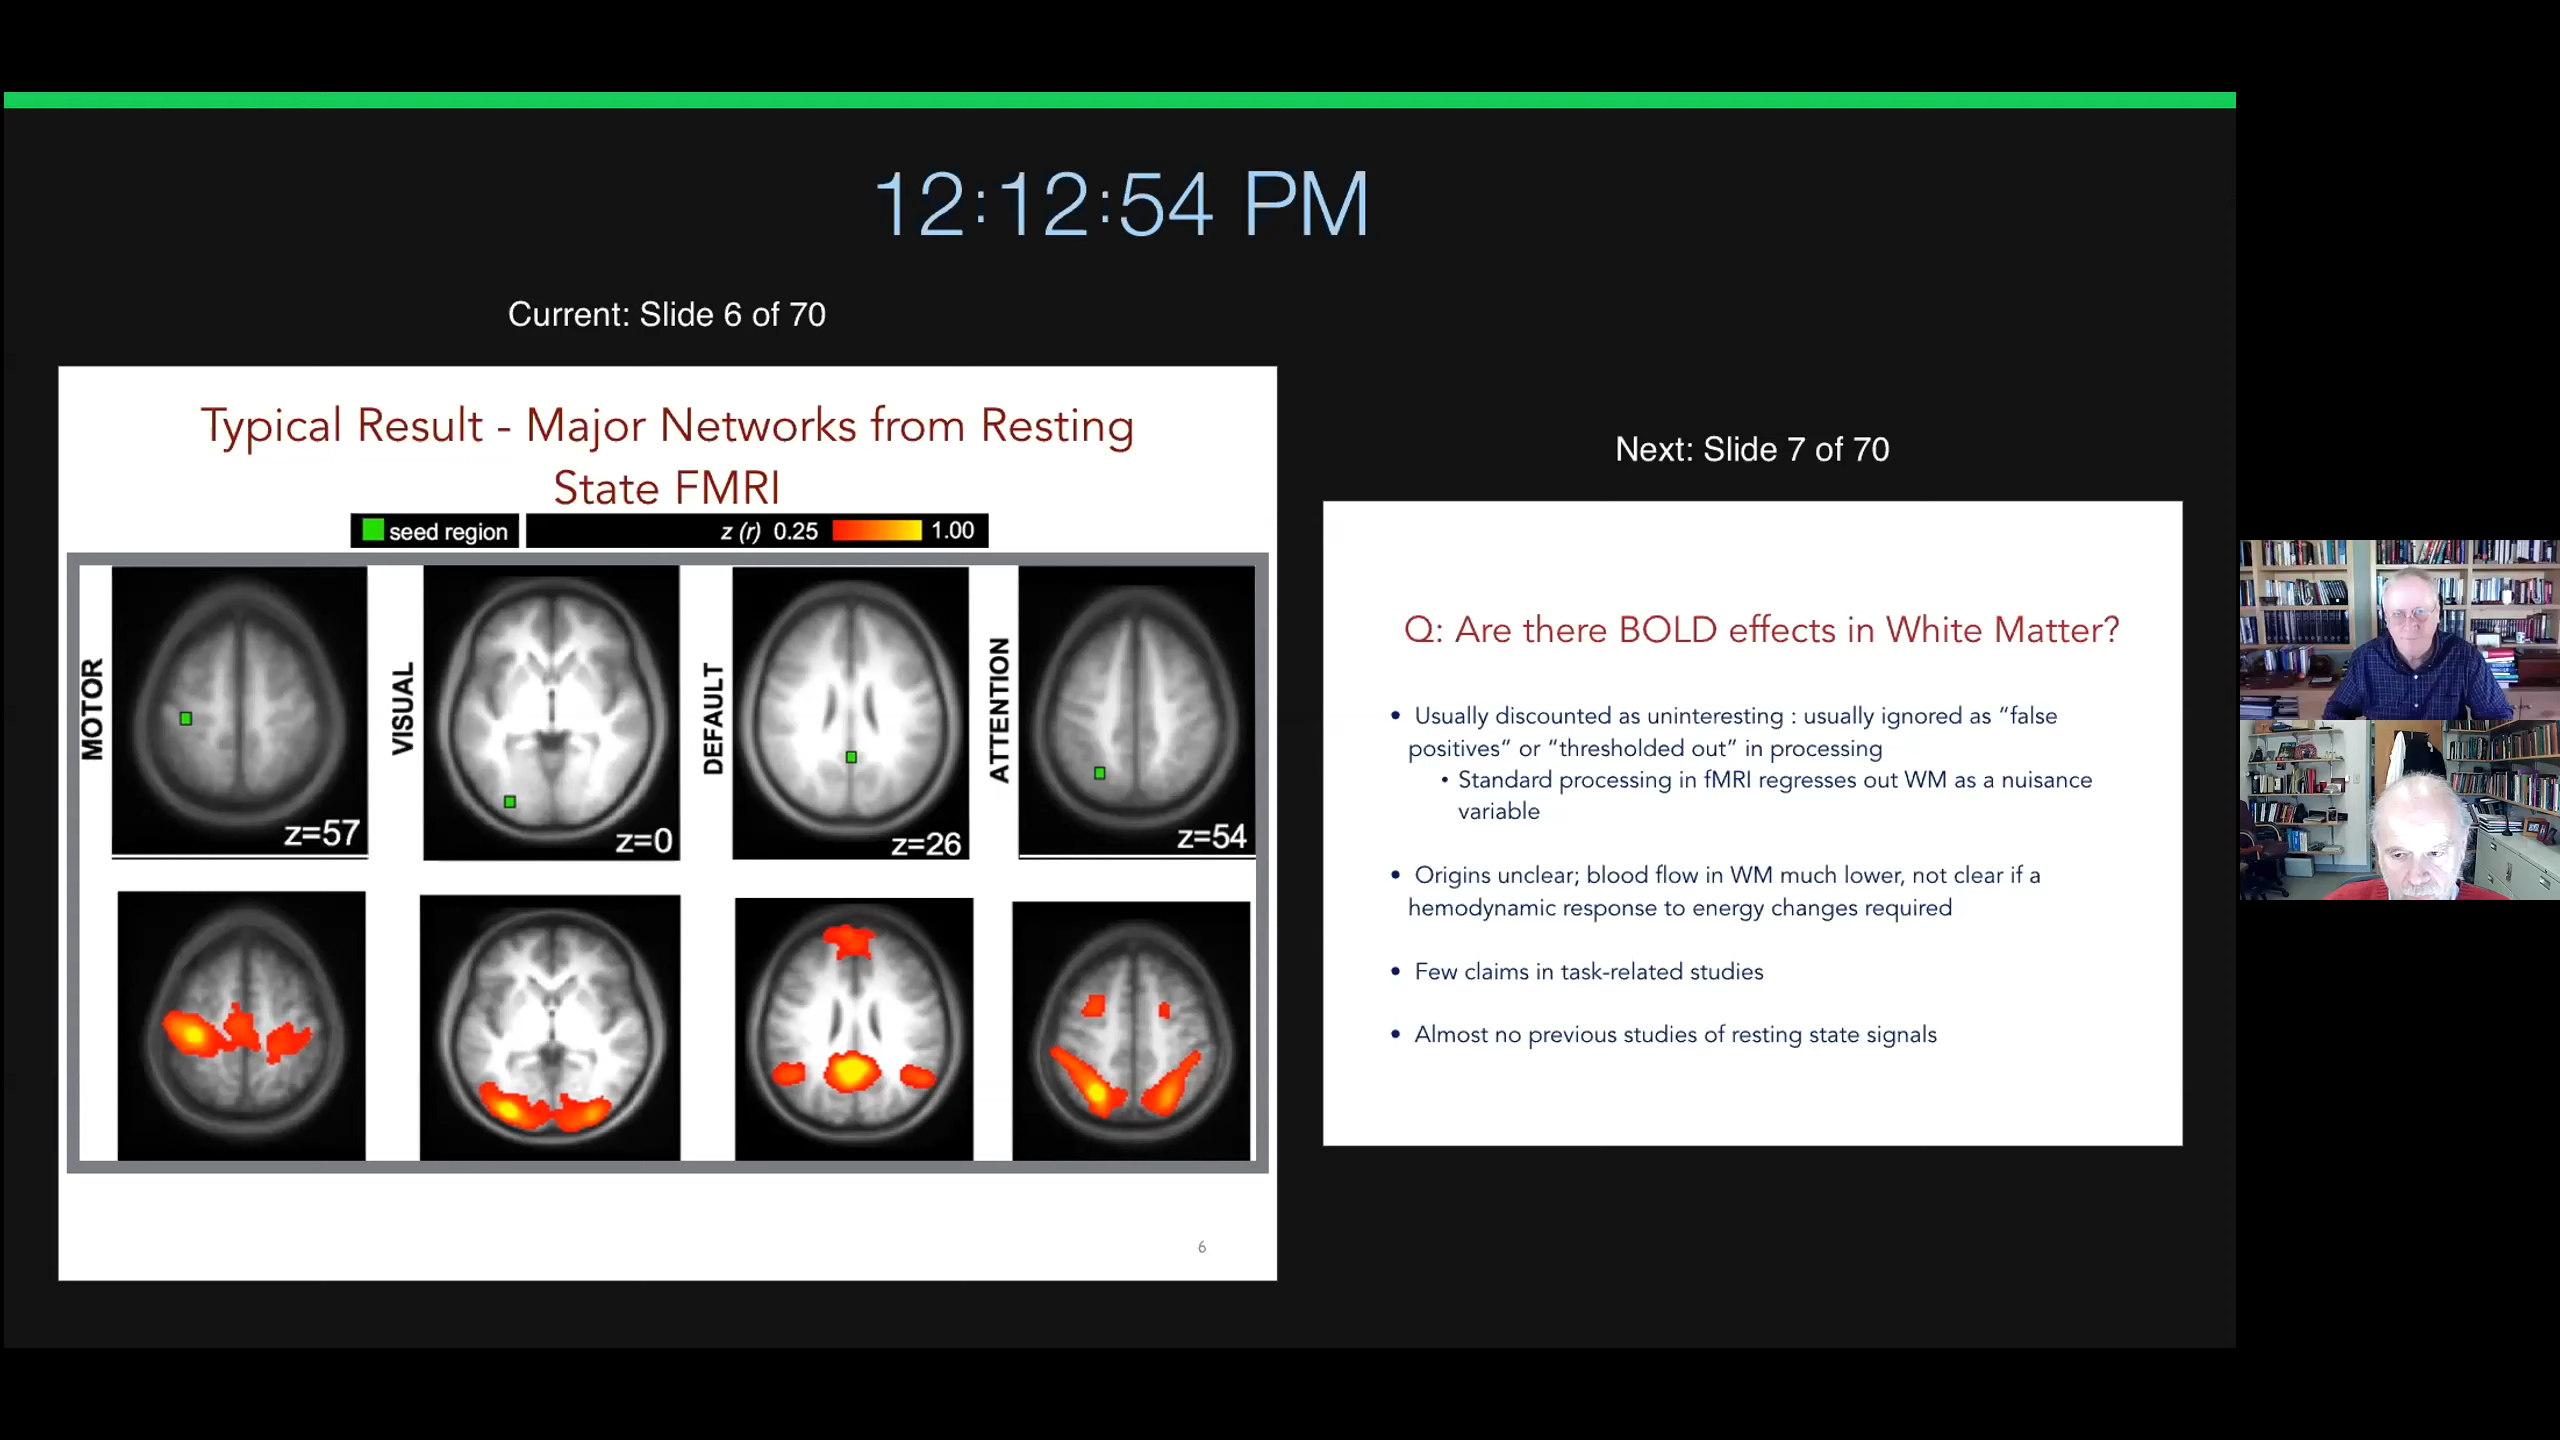 12:12:54 PM
Current: Slide 6 of 70
Typical Result - Major Networks from Resting
State FMRI
seed region
z (r) 0.25 1.00
MOTOR
z=57
VISUAL
z=0
DEFAULT
z=26
ATTENTION
z=54
6
Next: Slide 7 of 70
Q: Are there BOLD effects in White Matter?
• Usually discounted as uninteresting : usually ignored as “false
positives” or “thresholded out” in processing
• Standard processing in fMRI regresses out WM as a nuisance
variable
• Origins unclear; blood flow in WM much lower, not clear if a
hemodynamic response to energy changes required
• Few claims in task-related studies
• Almost no previous studies of resting state signals